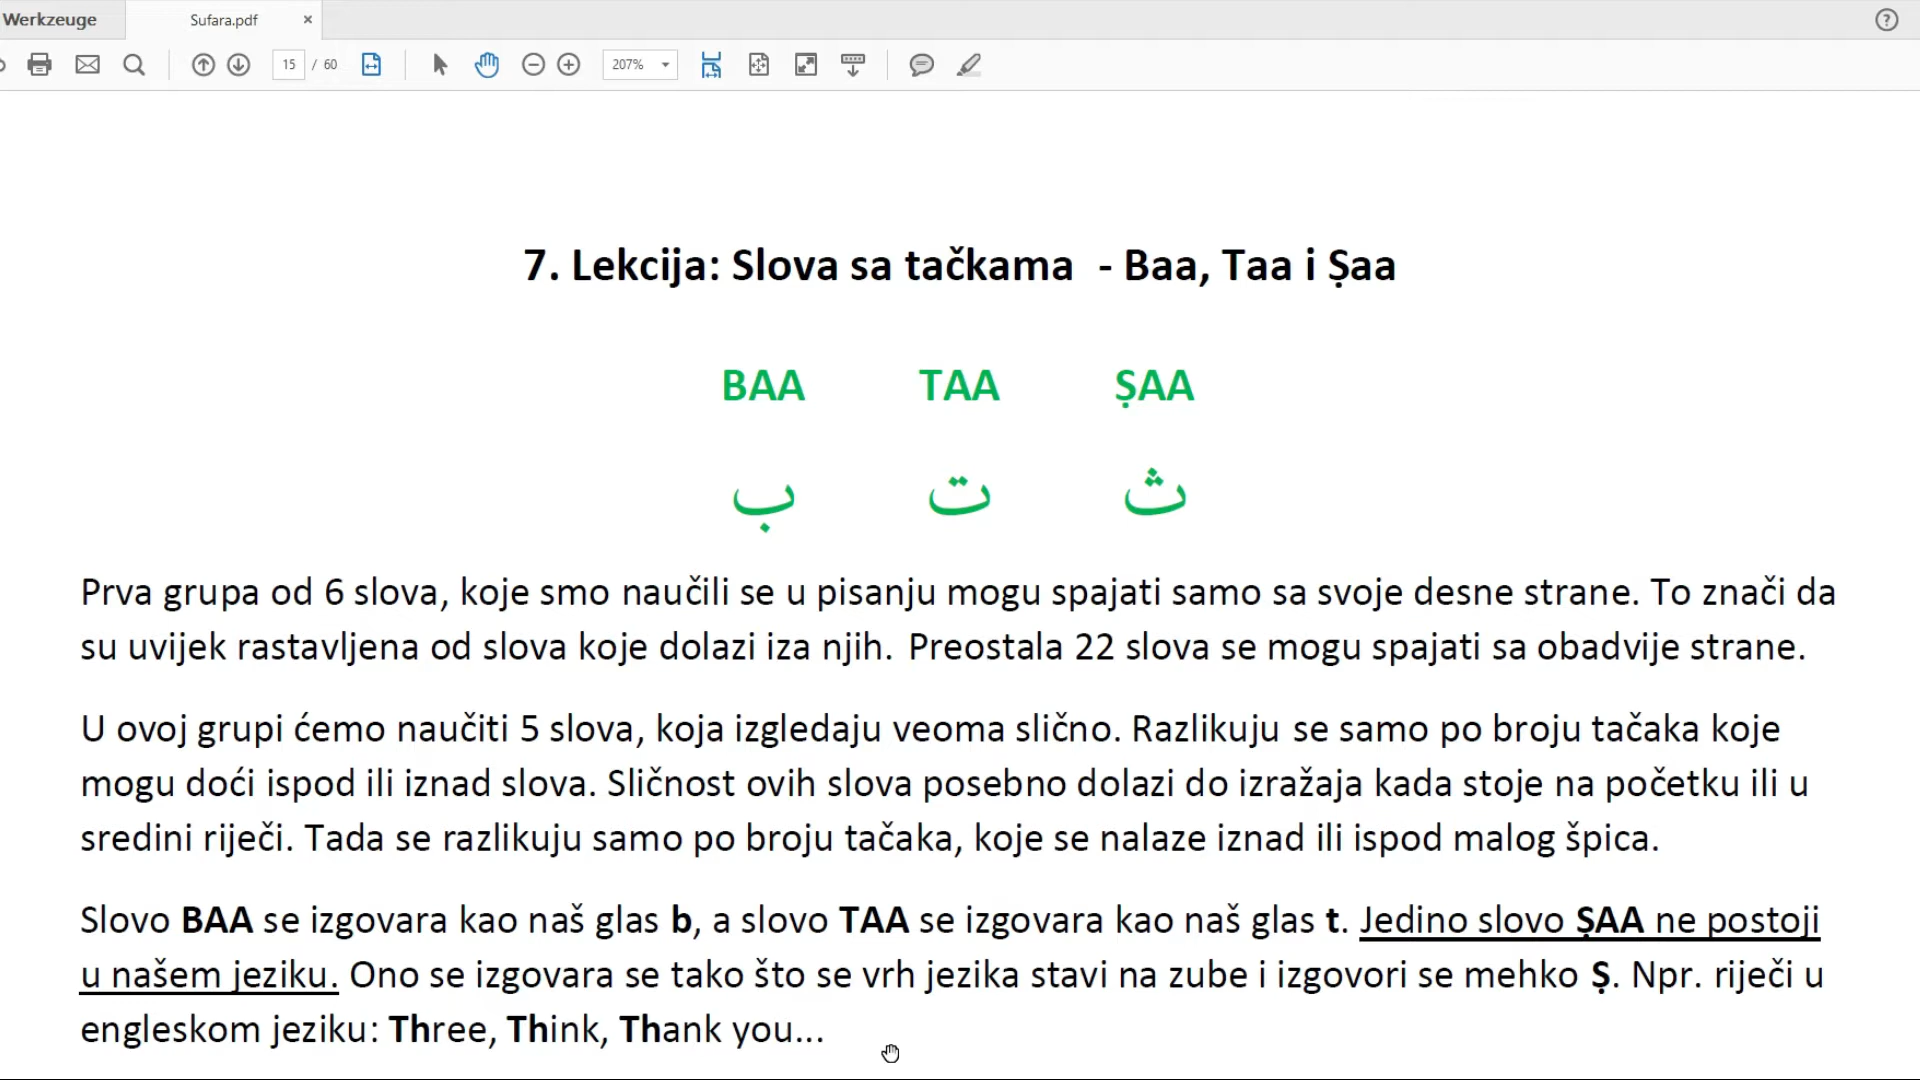 Werkzeuge
Sufara.pdf ×
15 / 60
207%
7. Lekcija: Slova sa tačkama - Baa, Taa i Ṣaa
BAA TAA ṢAA
ب ت ث
Prva grupa od 6 slova, koje smo naučili se u pisanju mogu spajati samo sa svoje desne strane. To znači da
su uvijek rastavljena od slova koje dolazi iza njih. Preostala 22 slova se mogu spajati sa obadvije strane.
U ovoj grupi ćemo naučiti 5 slova, koja izgledaju veoma slično. Razlikuju se samo po broju tačaka koje
mogu doći ispod ili iznad slova. Sličnost ovih slova posebno dolazi do izražaja kada stoje na početku ili u
sredini riječi. Tada se razlikuju samo po broju tačaka, koje se nalaze iznad ili ispod malog špica.
Slovo BAA se izgovara kao naš glas b, a slovo TAA se izgovara kao naš glas t. Jedino slovo ṢAA ne postoji
u našem jeziku. Ono se izgovara se tako što se vrh jezika stavi na zube i izgovori se mehko Ṣ. Npr. riječi u
engleskom jeziku: Three, Think, Thank you...